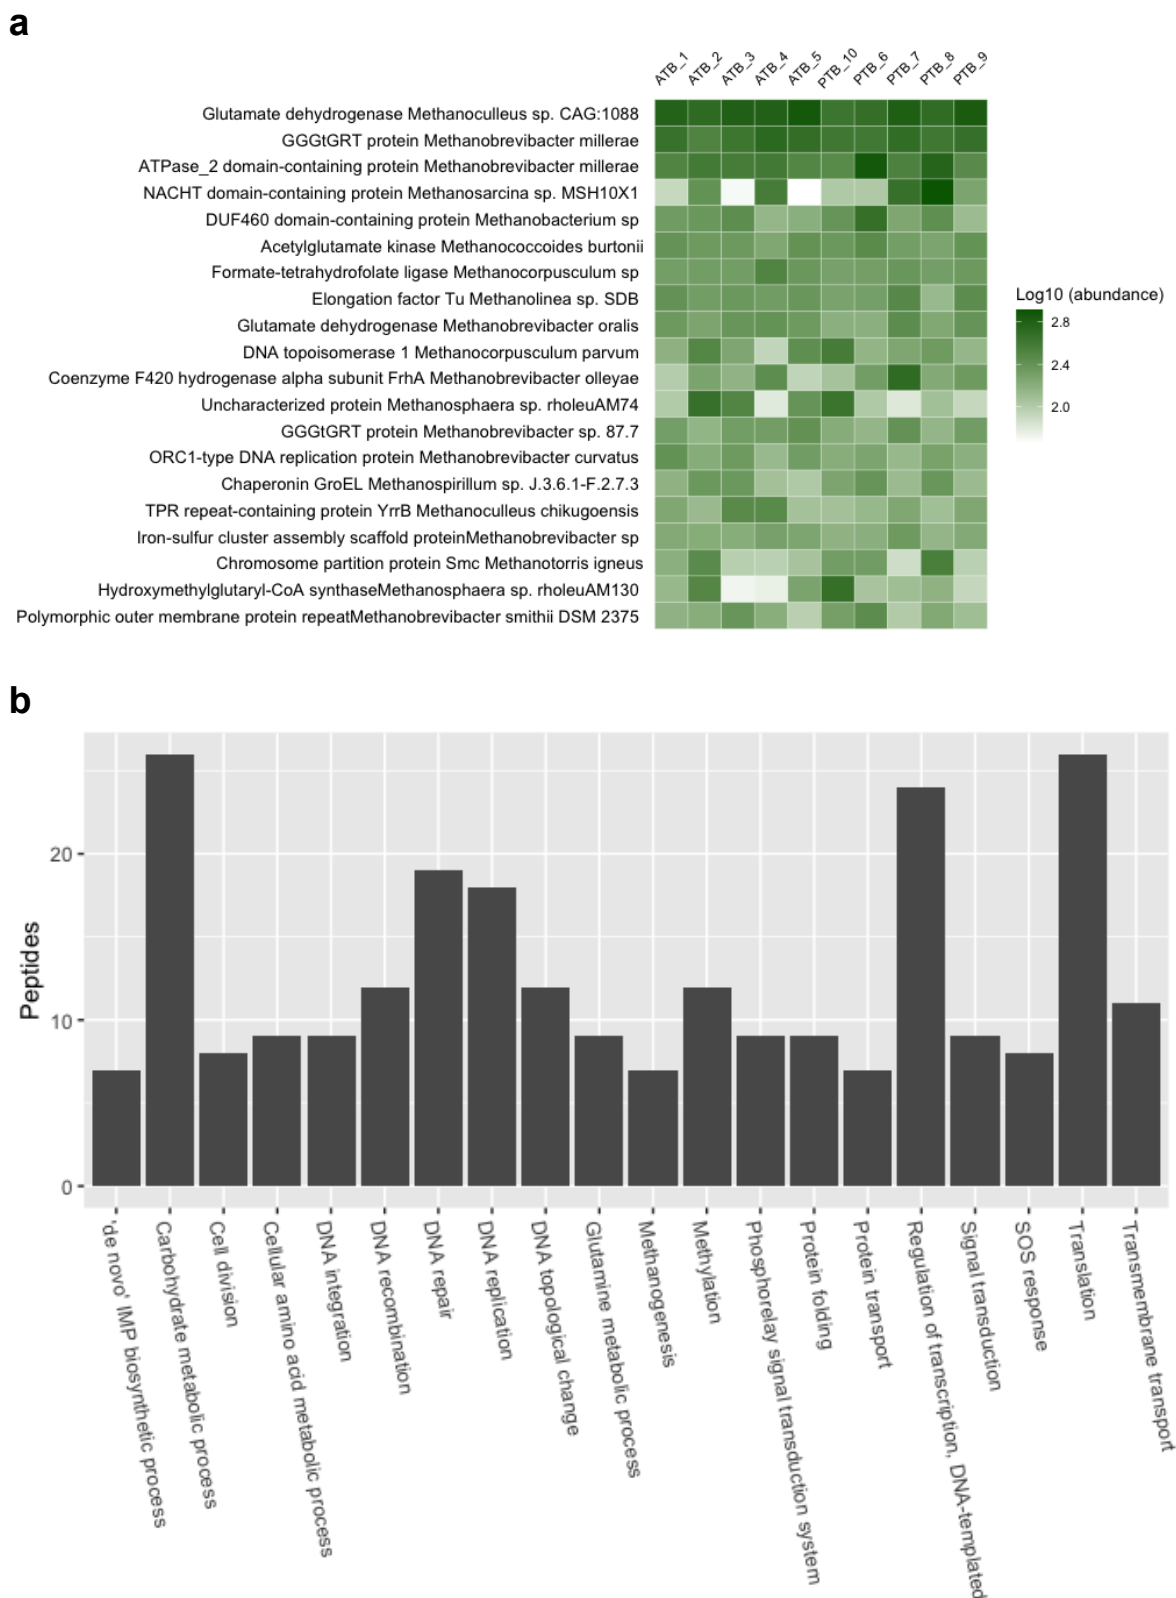 a
ATB_1 ATB_2 ATB_3 ATB_4 ATB_5 PTB_10 PTB_6 PTB_7 PTB_8 PTB_9
Glutamate dehydrogenase Methanoculleus sp. CAG:1088
GGGtGRT protein Methanobrevibacter millerae
ATPase_2 domain-containing protein Methanobrevibacter millerae
NACHT domain-containing protein Methanosarcina sp. MSH10X1
DUF460 domain-containing protein Methanobacterium sp
Acetylglutamate kinase Methanococcoides burtonii
Formate-tetrahydrofolate ligase Methanocorpusculum sp
Elongation factor Tu Methanolinea sp. SDB
Glutamate dehydrogenase Methanobrevibacter oralis
DNA topoisomerase 1 Methanocorpusculum parvum
Coenzyme F420 hydrogenase alpha subunit FrhA Methanobrevibacter olleyae
Uncharacterized protein Methanosphaera sp. rholeuAM74
GGGtGRT protein Methanobrevibacter sp. 87.7
ORC1-type DNA replication protein Methanobrevibacter curvatus
Chaperonin GroEL Methanospirillum sp. J.3.6.1-F.2.7.3
TPR repeat-containing protein YrrB Methanoculleus chikugoensis
Iron-sulfur cluster assembly scaffold proteinMethanobrevibacter sp
Chromosome partition protein Smc Methanotorris igneus
Hydroxymethylglutaryl-CoA synthaseMethanosphaera sp. rholeuAM130
Polymorphic outer membrane protein repeatMethanobrevibacter smithii DSM 2375
Log10 (abundance)
2.8
2.4
2.0
b
Peptides
20
10
0
'de novo' IMP biosynthetic process
Carbohydrate metabolic process
Cell division
Cellular amino acid metabolic process
DNA integration
DNA recombination
DNA repair
DNA replication
DNA topological change
Glutamine metabolic process
Methanogenesis
Methylation
Phosphorelay signal transduction system
Protein folding
Protein transport
Regulation of transcription, DNA-templated
Signal transduction
SOS response
Translation
Transmembrane transport